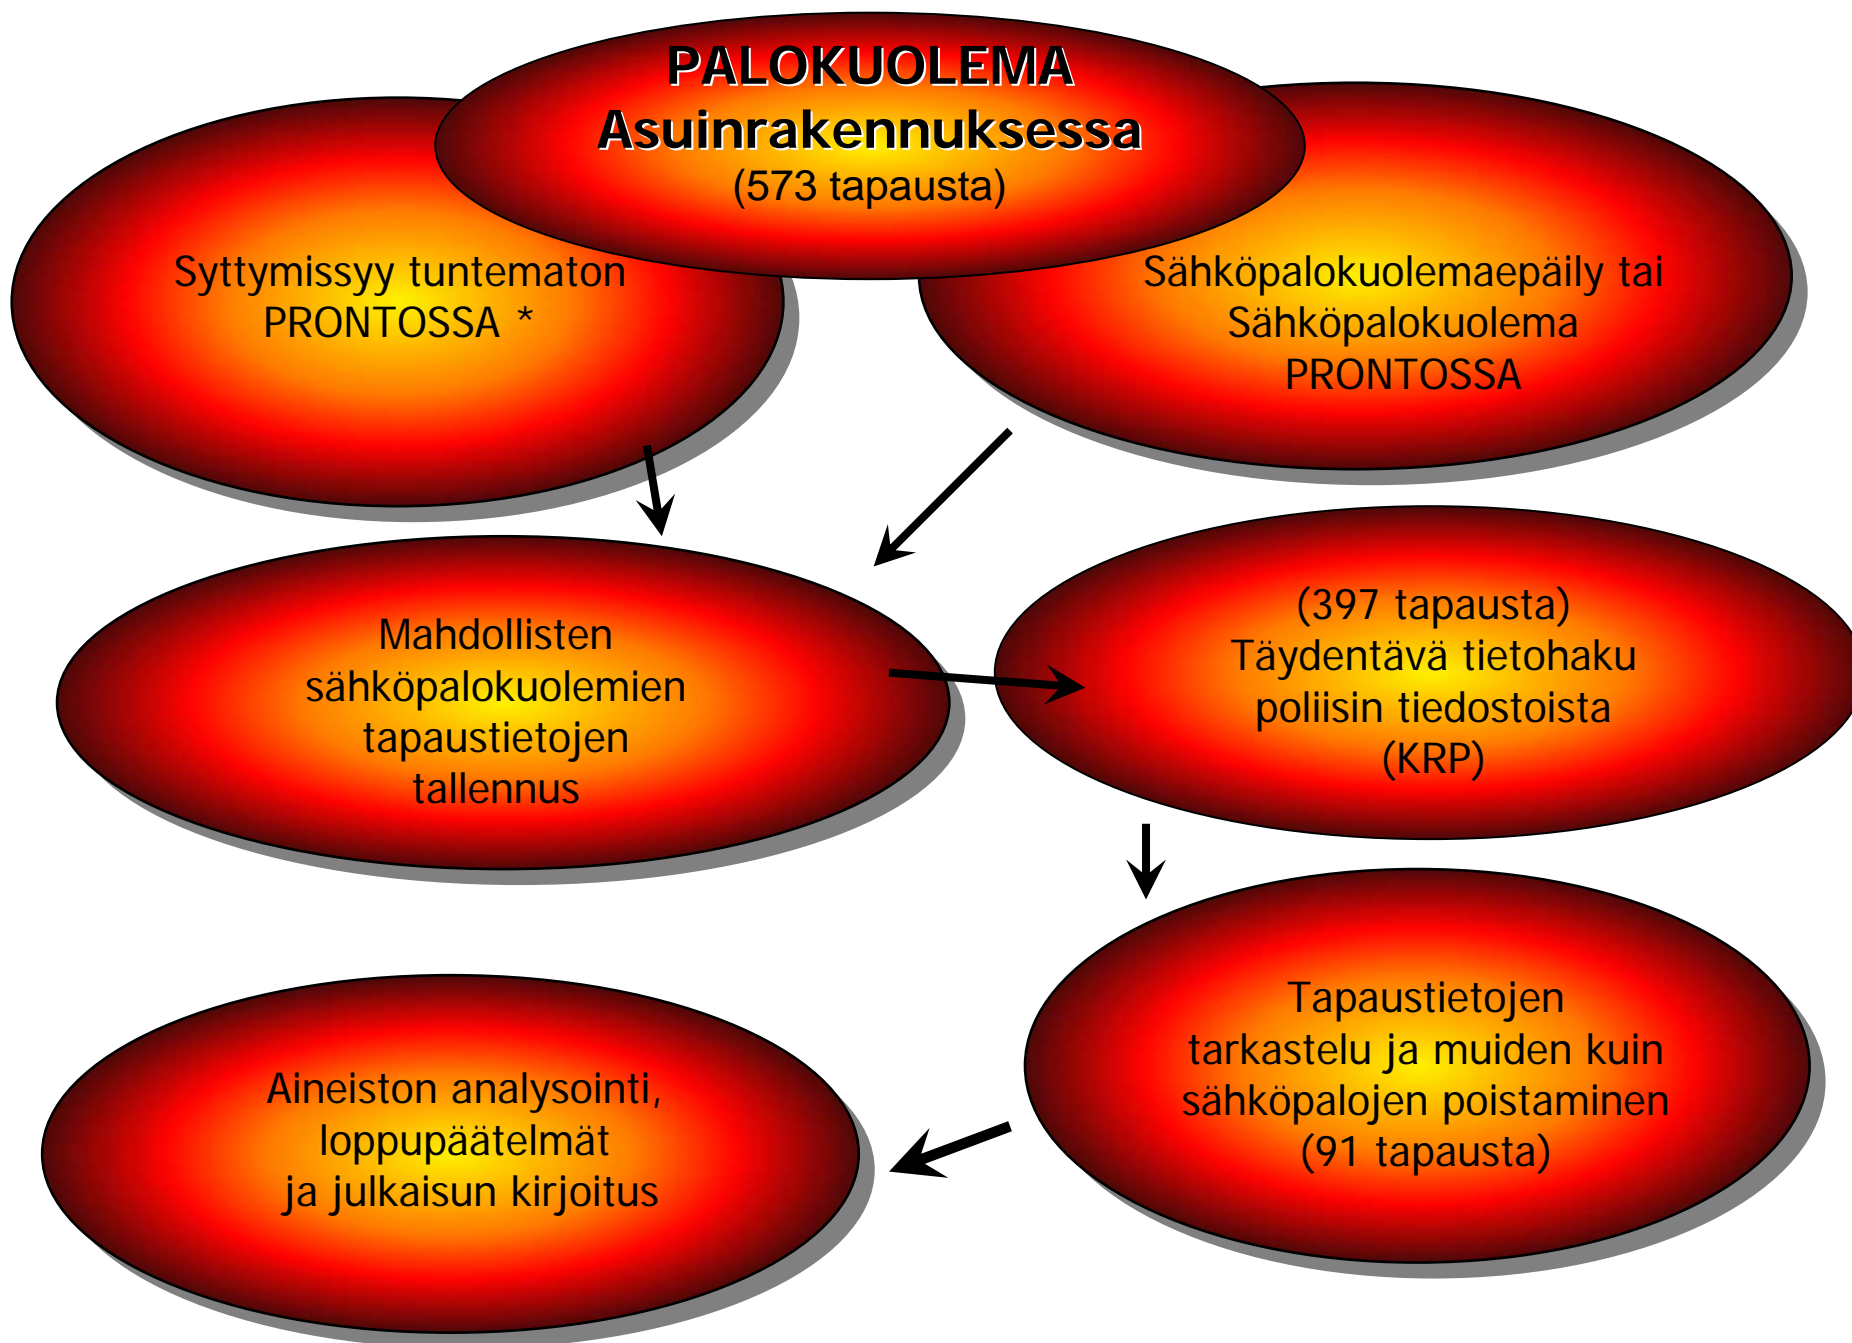 PALOKUOLEMA
Asuinrakennuksessa
(573 tapausta)
Syttymissyy tuntematon
PRONTOSSA *
Sähköpalokuolemaepäily tai
Sähköpalokuolema
PRONTOSSA
Mahdollisten
sähköpalokuolemien
tapaustietojen
tallennus
(397 tapausta)
Täydentävä tietohaku
poliisin tiedostoista
(KRP)
Tapaustietojen
tarkastelu ja muiden kuin
sähköpalojen poistaminen
(91 tapausta)
Aineiston analysointi,
loppupäätelmät
ja julkaisun kirjoitus